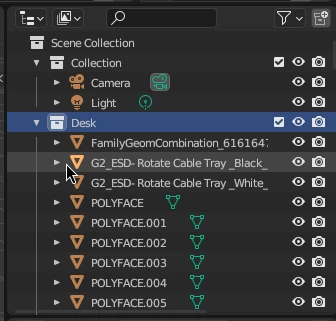 Scene Collection
Collection
Camera
Light
Desk
FamilyGeomCombination_6161647
G2_ESD- Rotate Cable Tray _Black_
G2_ESD- Rotate Cable Tray _White_
POLYFACE
POLYFACE.001
POLYFACE.002
POLYFACE.003
POLYFACE.004
POLYFACE.005